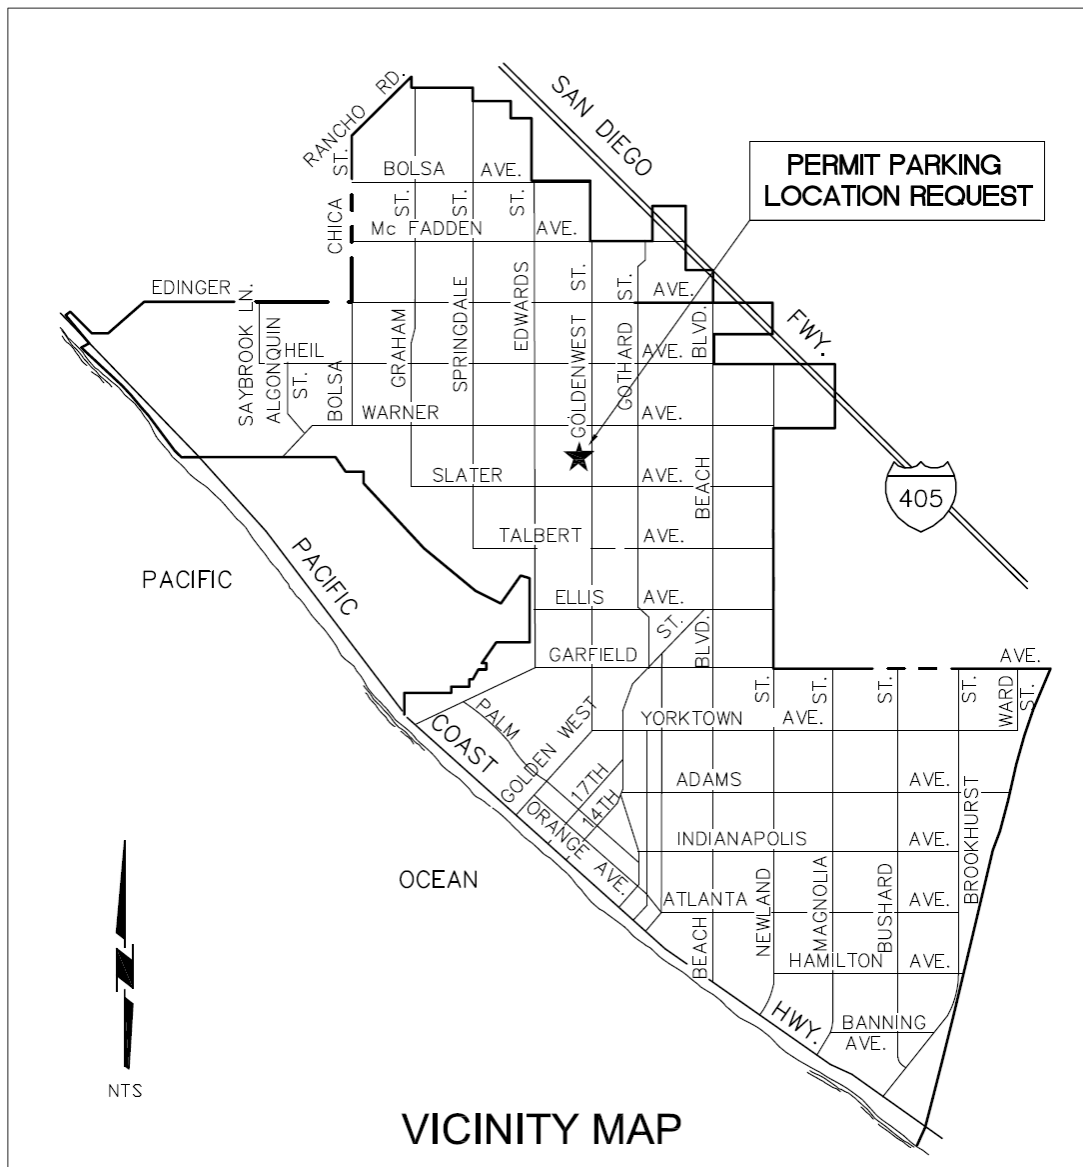 SAN DIEGO
FWY.
RANCHO RD.
PERMIT PARKING
LOCATION REQUEST
BOLSA AVE.
CHICA ST.
ST.
ST.
ST.
Mc FADDEN AVE.
EDINGER AVE.
SAYBROOK LN.
ALGONQUIN ST.
BOLSA
GRAHAM
SPRINGDALE
EDWARDS
GOLDENWEST ST.
GOTHARD ST.
BLVD.
HEIL AVE.
WARNER AVE.
SLATER AVE.
BEACH
405
TALBERT AVE.
PACIFIC
PACIFIC
ELLIS AVE.
ST.
BLVD.
GARFIELD AVE.
ST.
ST.
ST.
ST.
WARD ST.
COAST
PALM
GOLDEN WEST
YORKTOWN AVE.
17TH
14TH
ADAMS AVE.
ORANGE AVE.
INDIANAPOLIS AVE.
BROOKHURST
OCEAN
ATLANTA AVE.
BEACH
NEWLAND
MAGNOLIA
BUSHARD
HAMILTON AVE.
HWY.
BANNING
AVE.
N
NTS
VICINITY MAP